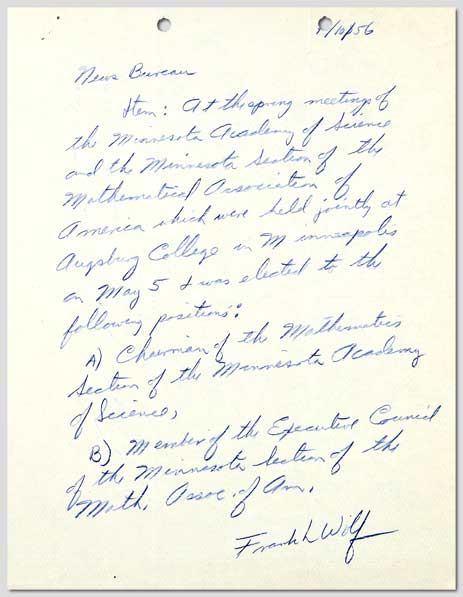 /10/56
News Bureau
Item: At the spring meetings of
the Minnesota Academy of Science
and the Minnesota Section of the
Mathematical Association of
America which were held jointly at
Augsburg College in Minneapolis
on May 5 I was elected to the
following positions:
A) Chairman of the Mathematics
Section of the Minnesota Academy
of Science,
B) Member of the Executive Council
of the Minnesota Section of the
Math. Assoc. of Am.
Frank L Wolf